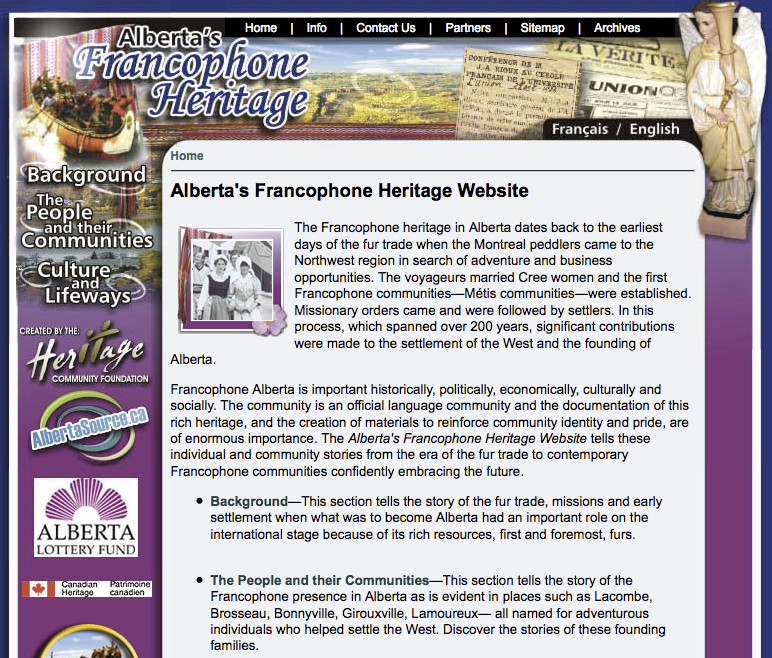 Home | Info | Contact Us | Partners | Sitemap | Archives
Alberta's
Francophone
Heritage
CONFÉRENCE DE M
J. A. RIOUX AU CERCLE
FRANÇAIS DE L'UNIVERSITÉ
LA VÉRITÉ
UNION
Français / English
Background
The
People
and their
Communities
Culture
and
Lifeways
CREATED BY THE:
Heritage
COMMUNITY FOUNDATION
AlbertaSource.ca
ALBERTA
LOTTERY FUND
Canadian Patrimoine
Heritage canadien
Home
Alberta's Francophone Heritage Website
The Francophone heritage in Alberta dates back to the earliest
days of the fur trade when the Montreal peddlers came to the
Northwest region in search of adventure and business
opportunities. The voyageurs married Cree women and the first
Francophone communities—Métis communities—were established.
Missionary orders came and were followed by settlers. In this
process, which spanned over 200 years, significant contributions
were made to the settlement of the West and the founding of
Alberta.
Francophone Alberta is important historically, politically, economically, culturally and
socially. The community is an official language community and the documentation of this
rich heritage, and the creation of materials to reinforce community identity and pride, are
of enormous importance. The Alberta's Francophone Heritage Website tells these
individual and community stories from the era of the fur trade to contemporary
Francophone communities confidently embracing the future.
• Background—This section tells the story of the fur trade, missions and early
settlement when what was to become Alberta had an important role on the
international stage because of its rich resources, first and foremost, furs.
• The People and their Communities—This section tells the story of the
Francophone presence in Alberta as is evident in places such as Lacombe,
Brosseau, Bonnyville, Girouxville, Lamoureux— all named for adventurous
individuals who helped settle the West. Discover the stories of these founding
families.